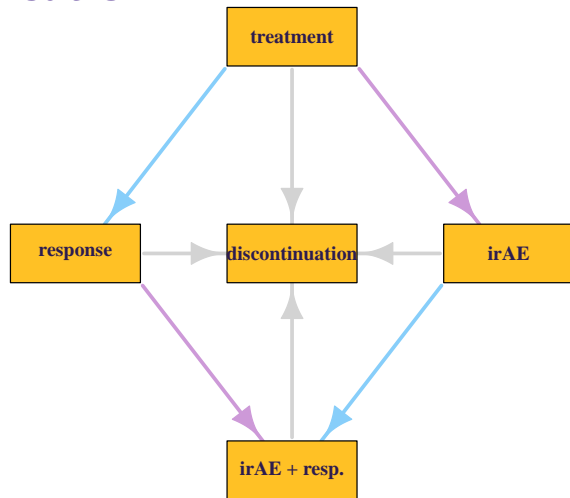 treatment
response
discontinuation
irAE
irAE + resp.